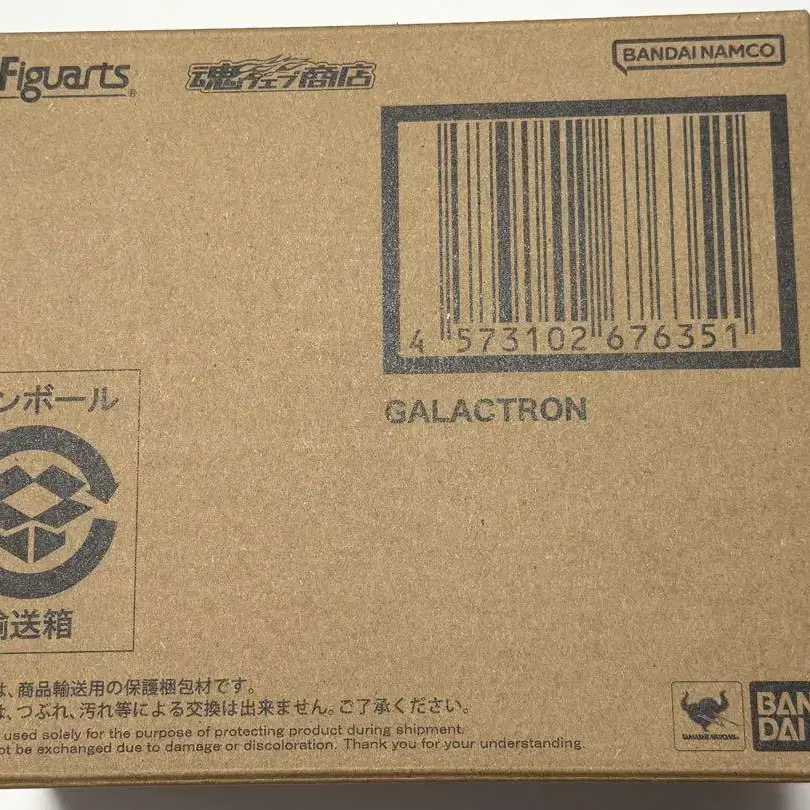 Figuarts
魂ウェブ商店
BANDAI NAMCO
4 573102 676351
GALACTRON
ンボール
輸送箱
は、商品輸送用の保護梱包材です。
は、つぶれ、汚れ等による交換は出来ません。ご了承ください。
used solely for the purpose of protecting product during shipment.
ot be exchanged due to damage or discoloration. Thank you for your understanding.
TAMASHII NATIONS
BAN
DAI